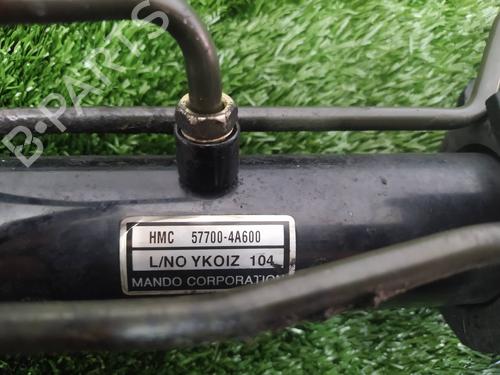 B-PARTS
HMC 57700-4A600
L/NO YKOIZ 104
MANDO CORPORATION